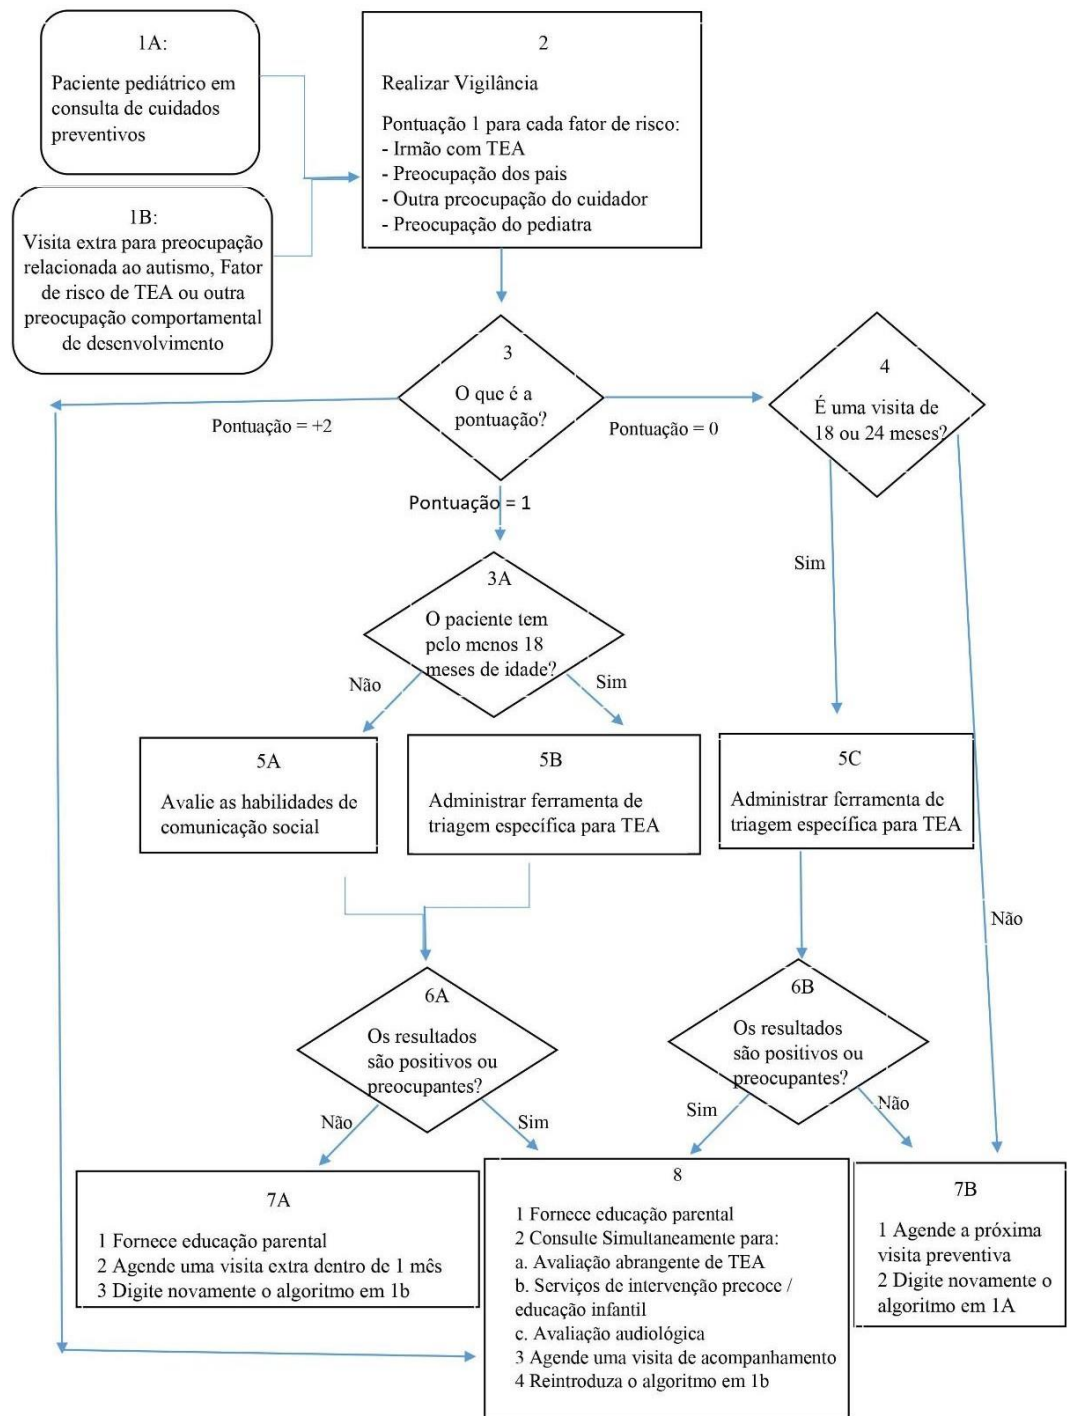 1A:
Paciente pediátrico em
consulta de cuidados
preventivos
1B:
Visita extra para preocupação
relacionada ao autismo, Fator
de risco de TEA ou outra
preocupação comportamental
de desenvolvimento
2
Realizar Vigilância
Pontuação 1 para cada fator de risco:
- Irmão com TEA
- Preocupação dos pais
- Outra preocupação do cuidador
- Preocupação do pediatra
3
O que é a
pontuação?
Pontuação = +2
Pontuação = 0
Pontuação = 1
4
É uma visita de
18 ou 24 meses?
Sim
Não
3A
O paciente tem
pelo menos 18
meses de idade?
Não
Sim
5A
Avalie as habilidades de
comunicação social
5B
Administrar ferramenta de
triagem específica para TEA
5C
Administrar ferramenta de
triagem específica para TEA
6A
Os resultados
são positivos ou
preocupantes?
Não
Sim
6B
Os resultados
são positivos ou
preocupantes?
Sim
Não
7A
1 Fornece educação parental
2 Agende uma visita extra dentro de 1 mês
3 Digite novamente o algoritmo em 1b
8
1 Fornece educação parental
2 Consulte Simultaneamente para:
a. Avaliação abrangente de TEA
b. Serviços de intervenção precoce /
educação infantil
c. Avaliação audiológica
3 Agende uma visita de acompanhamento
4 Reintroduza o algoritmo em 1b
7B
1 Agende a próxima
visita preventiva
2 Digite novamente o
algoritmo em 1A